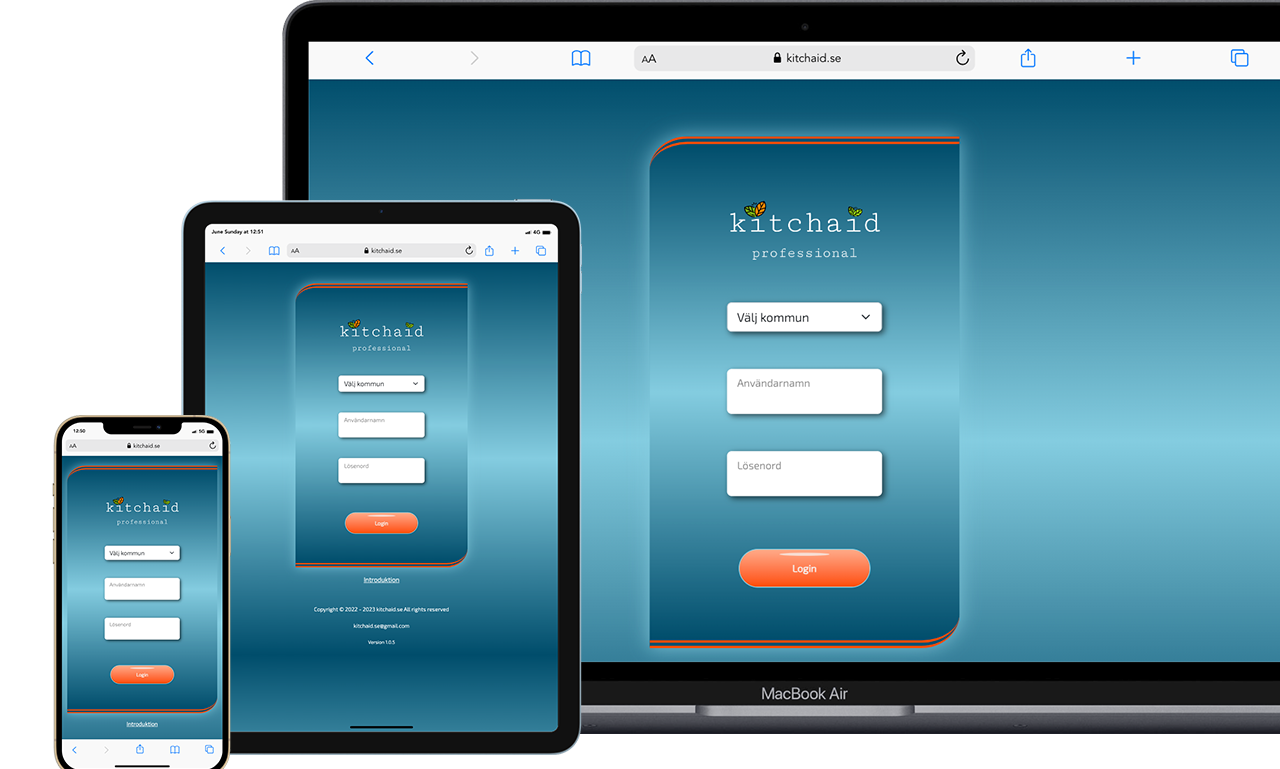 AA kitchaid.se
kitchaid
professional
Välj kommun
Användarnamn
Lösenord
Login
MacBook Air
June Sunday at 12:51 4G
AA kitchaid.se
kitchaid
professional
Välj kommun
Användarnamn
Lösenord
Login
Introduktion
Copyright © 2022 - 2023 kitchaid.se All rights reserved
kitchaid.se@gmail.com
Version 1.0.5
12:50 5G
AA kitchaid.se
kitchaid
professional
Välj kommun
Användarnamn
Lösenord
Login
Introduktion